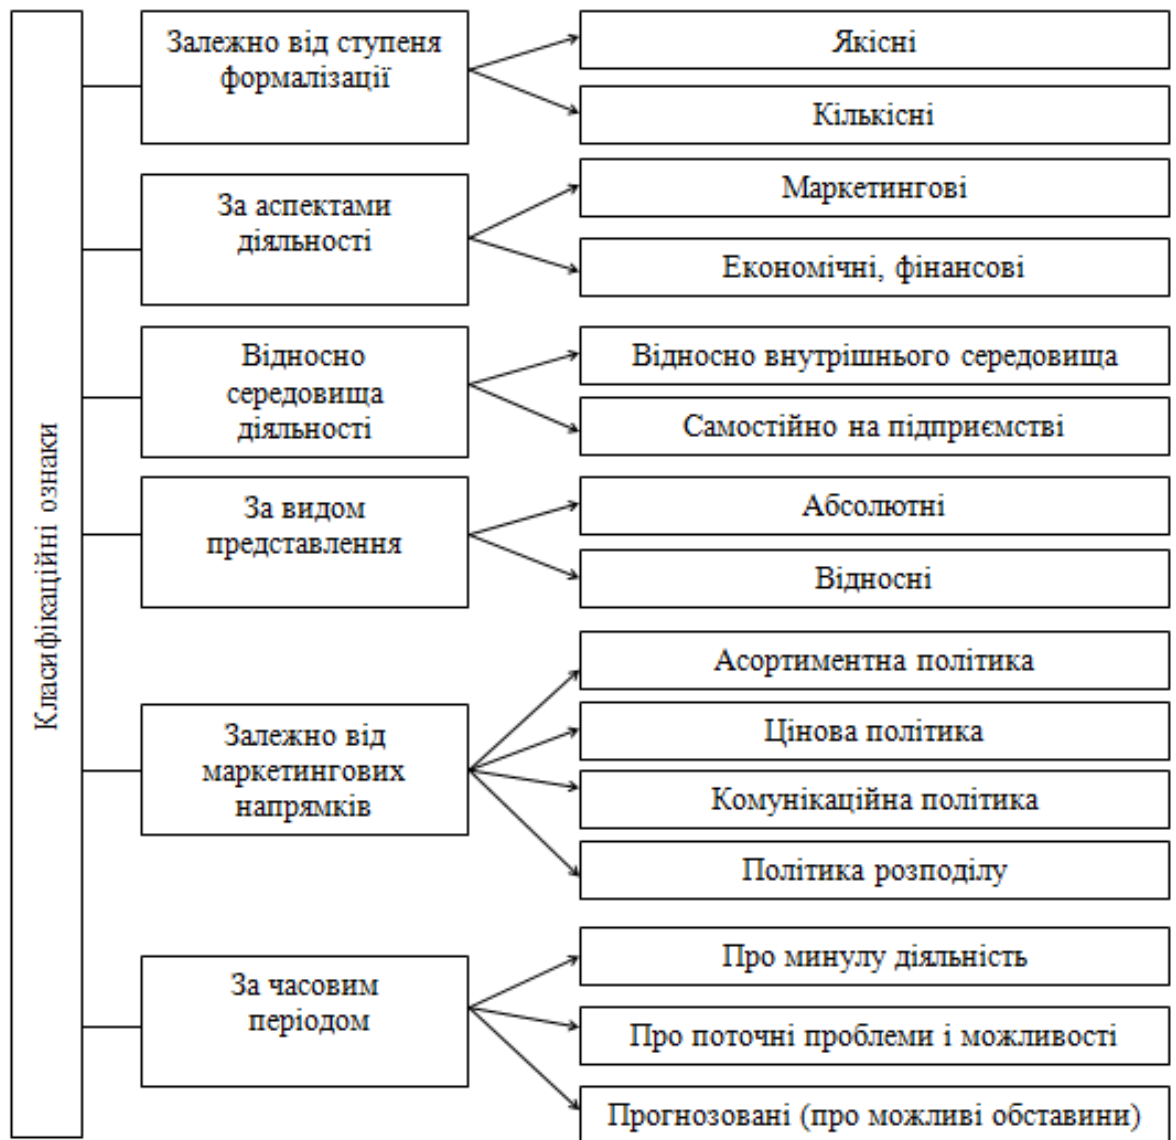 Класифікаційні ознаки
Залежно від ступеня
формалізації
Якісні
Кількісні
За аспектами
діяльності
Маркетингові
Економічні, фінансові
Відносно
середовища
діяльності
Відносно внутрішнього середовища
Самостійно на підприємстві
За видом
представлення
Абсолютні
Відносні
Залежно від
маркетингових
напрямків
Асортиментна політика
Цінова політика
Комунікаційна політика
Політика розподілу
За часовим
періодом
Про минулу діяльність
Про поточні проблеми і можливості
Прогнозовані (про можливі обставини)